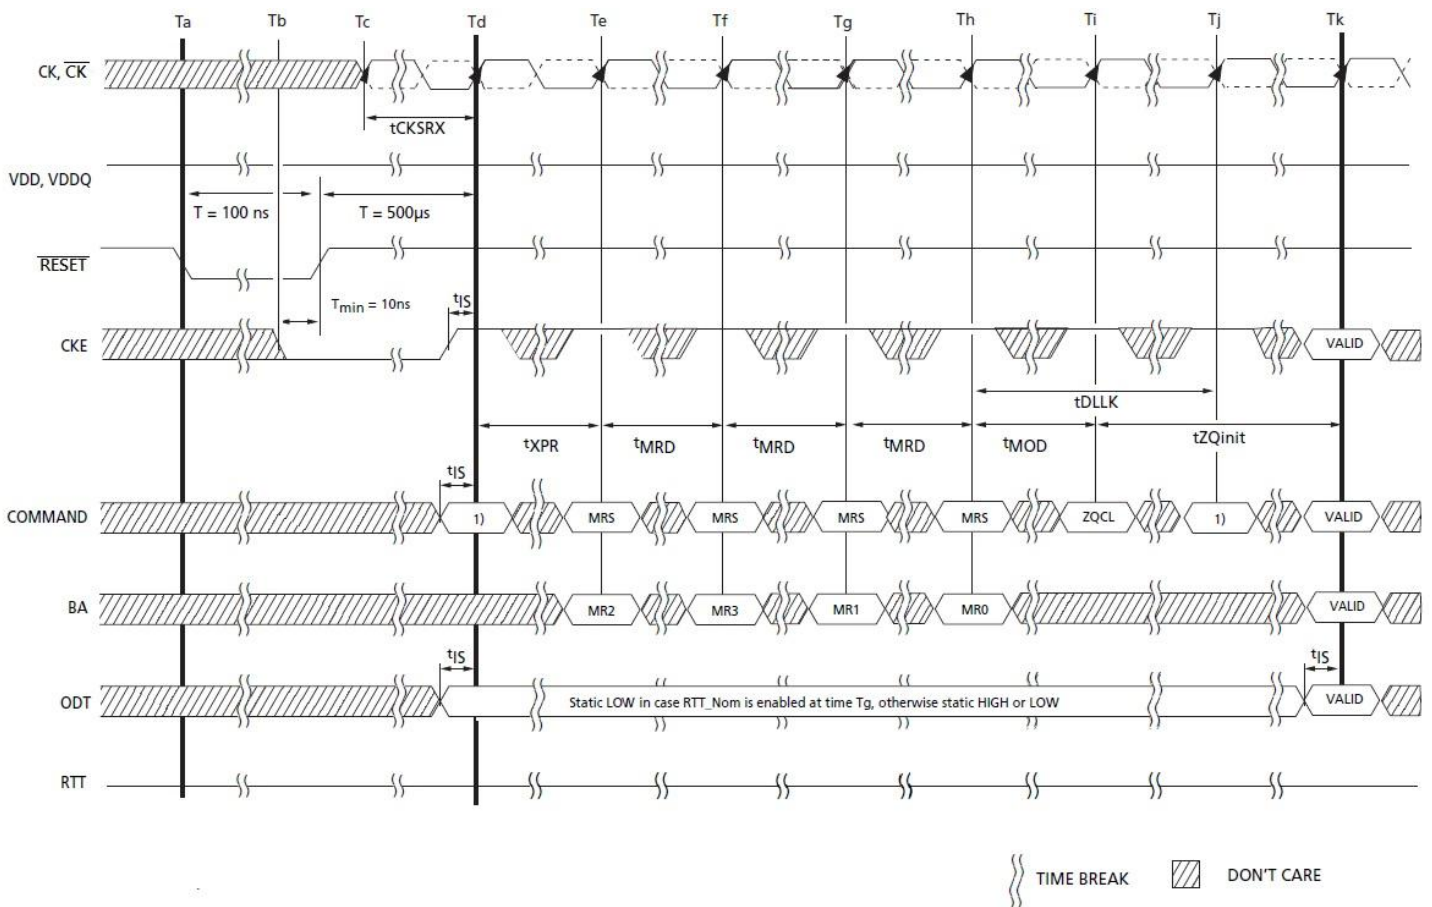 Ta Tb Tc Td Te Tf Tg Th Ti Tj Tk
CK, CK
tCKSRX
VDD, VDDQ
T = 100 ns T = 500µs
RESET
Tmin = 10ns tIS
CKE VALID
tDLLK
tXPR tMRD tMRD tMRD tMOD tZQinit
tIS
COMMAND 1) MRS MRS MRS MRS ZQCL 1) VALID
BA MR2 MR3 MR1 MR0 VALID
tIS tIS
ODT Static LOW in case RTT_Nom is enabled at time Tg, otherwise static HIGH or LOW VALID
RTT
TIME BREAK DON'T CARE